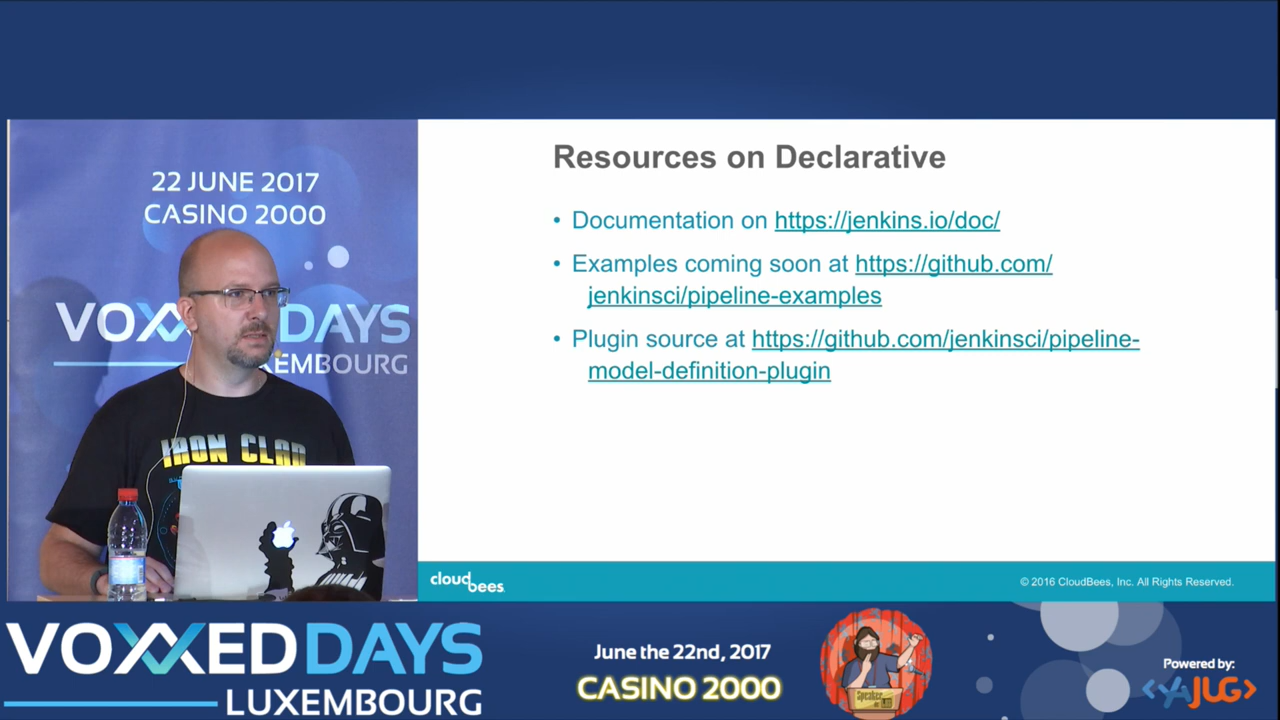 22 JUNE 2017
CASINO 2000
VOXXED DAYS
LUXEMBOURG
IRON CLAD
Resources on Declarative
• Documentation on https://jenkins.io/doc/
• Examples coming soon at https://github.com/
jenkinsci/pipeline-examples
• Plugin source at https://github.com/jenkinsci/pipeline-
model-definition-plugin
cloudbees
© 2016 CloudBees, Inc. All Rights Reserved.
VOXXED DAYS
LUXEMBOURG
June the 22nd, 2017
CASINO 2000
Speaker
Powered by:
<YAJUG>